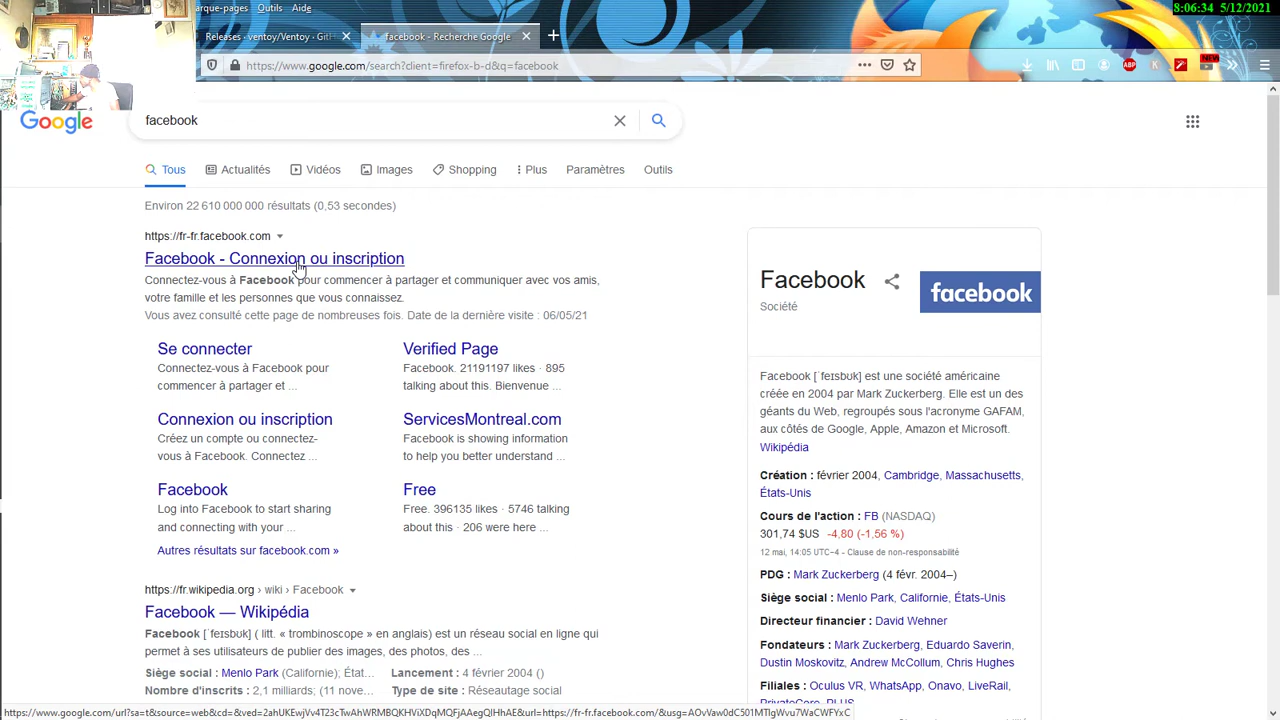 8:06:34 5/12/2021
arque-pages Outils Aide
Releases · ventoy/Ventoy · GitH
facebook - Recherche Google
https://www.google.com/search?client=firefox-b-d&q=facebook
ABP
K
NEW
Google
facebook
Tous Actualités Vidéos Images Shopping Plus Paramètres Outils
Environ 22 610 000 000 résultats (0,53 secondes)
https://fr-fr.facebook.com
Facebook - Connexion ou inscription
Connectez-vous à Facebook pour commencer à partager et communiquer avec vos amis,
votre famille et les personnes que vous connaissez.
Vous avez consulté cette page de nombreuses fois. Date de la dernière visite : 06/05/21
Se connecter
Connectez-vous à Facebook pour
commencer à partager et ...
Verified Page
Facebook. 21191197 likes · 895
talking about this. Bienvenue ...
Connexion ou inscription
Créez un compte ou connectez-
vous à Facebook. Connectez ...
ServicesMontreal.com
Facebook is showing information
to help you better understand ...
Facebook
Log into Facebook to start sharing
and connecting with your ...
Free
Free. 396135 likes · 5746 talking
about this · 206 were here ...
Autres résultats sur facebook.com »
https://fr.wikipedia.org › wiki › Facebook
Facebook — Wikipédia
Facebook [ˈfeɪsbʊk] ( litt. « trombinoscope » en anglais) est un réseau social en ligne qui
permet à ses utilisateurs de publier des images, des photos, des ...
Siège social : Menlo Park (Californie); État… Lancement : 4 février 2004 ()
Nombre d'inscrits : 2,1 milliards; (11 nove... Type de site : Réseautage social
Facebook
Société
facebook
Facebook [ˈfeɪsbʊk] est une société américaine
créée en 2004 par Mark Zuckerberg. Elle est un des
géants du Web, regroupés sous l'acronyme GAFAM,
aux côtés de Google, Apple, Amazon et Microsoft.
Wikipédia
Création : février 2004, Cambridge, Massachusetts,
États-Unis
Cours de l'action : FB (NASDAQ)
301,74 $US -4,80 (-1,56 %)
12 mai, 14:05 UTC−4 - Clause de non-responsabilité
PDG : Mark Zuckerberg (4 févr. 2004–)
Siège social : Menlo Park, Californie, États-Unis
Directeur financier : David Wehner
Fondateurs : Mark Zuckerberg, Eduardo Saverin,
Dustin Moskovitz, Andrew McCollum, Chris Hughes
Filiales : Oculus VR, WhatsApp, Onavo, LiveRail,